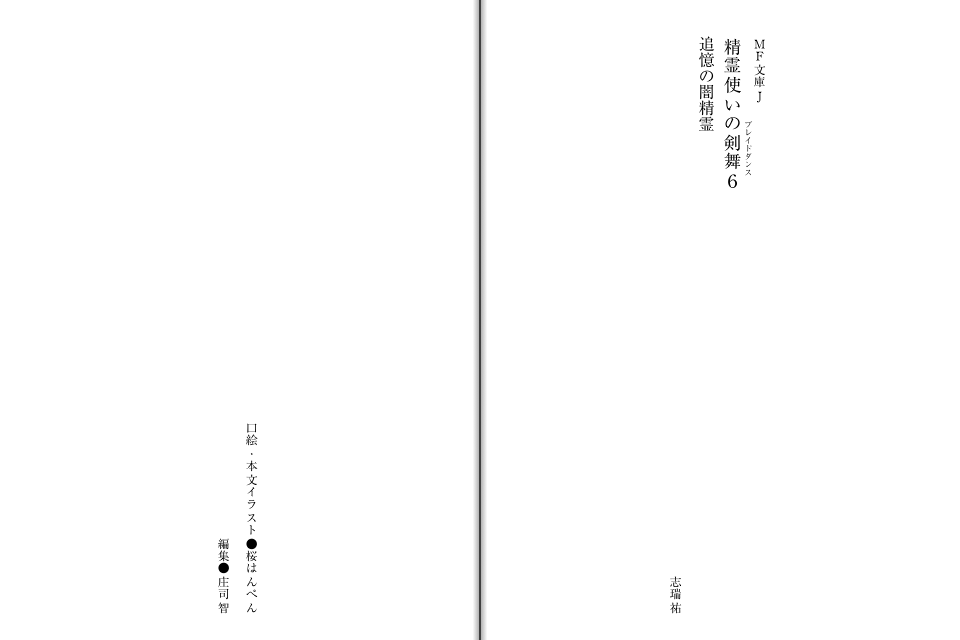 MF文庫J
ブレイドダンス
精霊使いの剣舞6
追憶の闇精霊
志瑞祐
口絵・本文イラスト●桜はんぺん
編集●庄司智